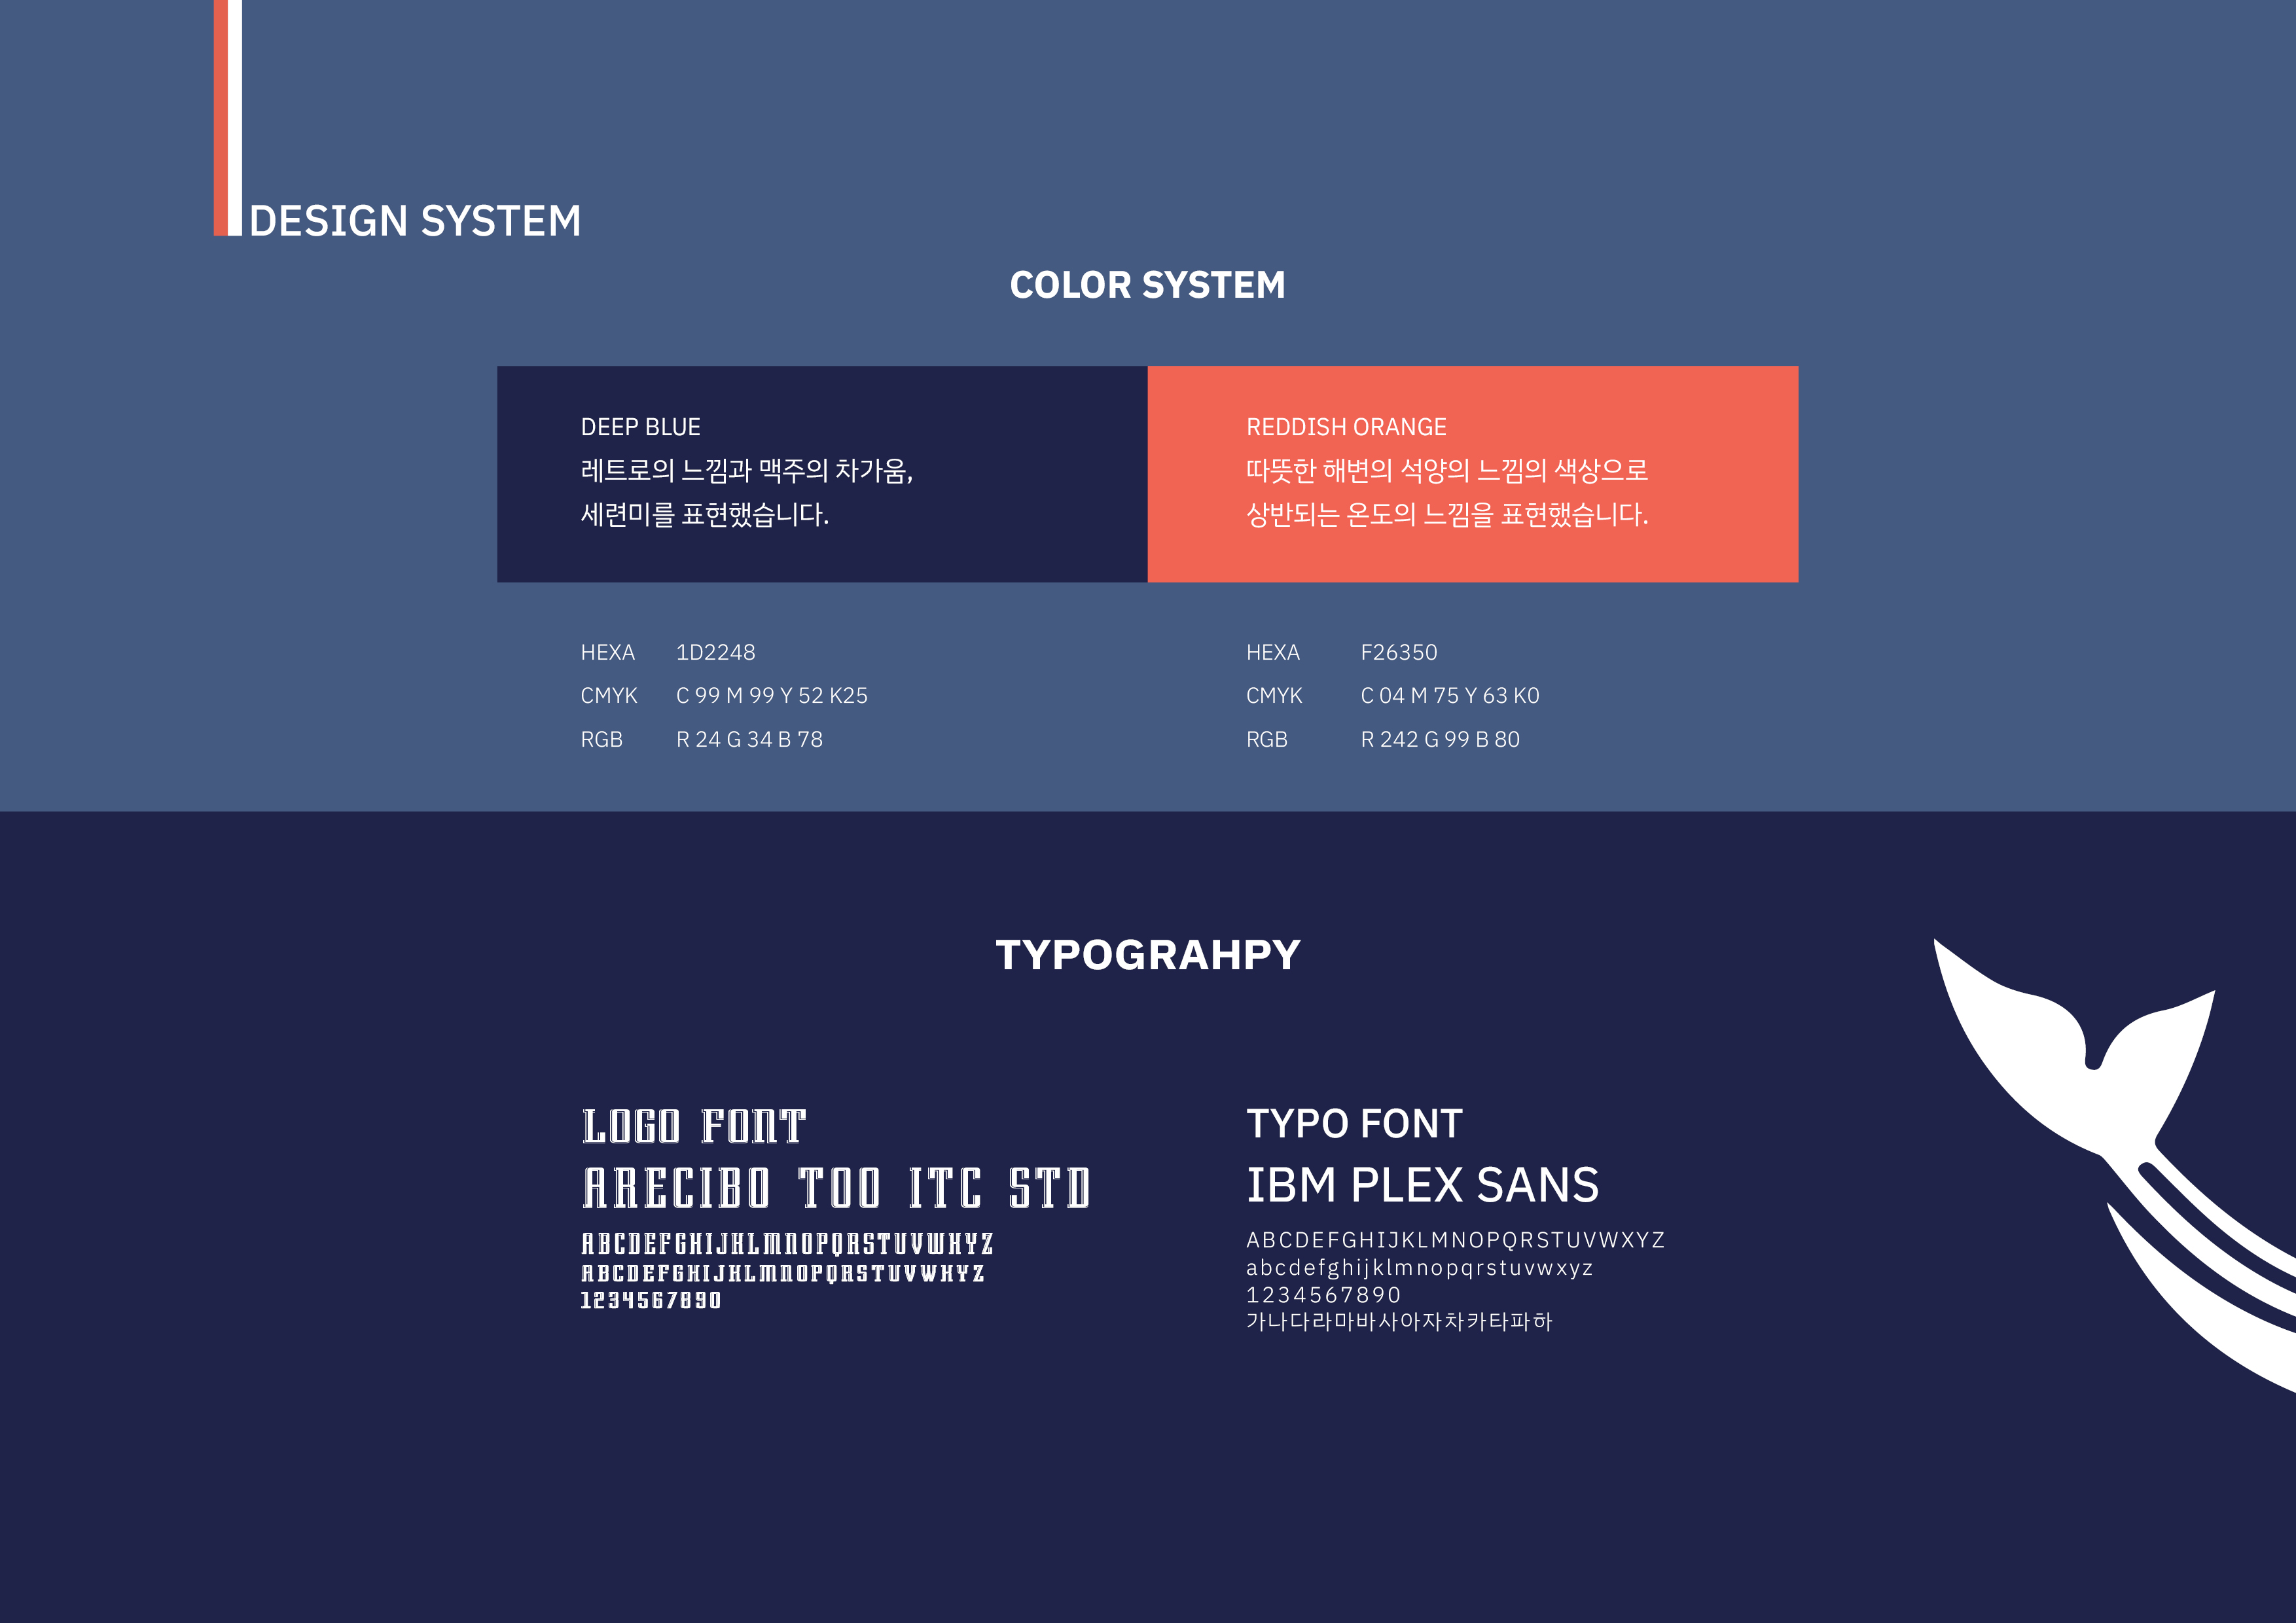 DESIGN SYSTEM
COLOR SYSTEM
DEEP BLUE
레트로의 느낌과 맥주의 차가움,
세련미를 표현했습니다.
REDDISH ORANGE
따뜻한 해변의 석양의 느낌의 색상으로
상반되는 온도의 느낌을 표현했습니다.
HEXA 1D2248
CMYK C 99 M 99 Y 52 K25
RGB R 24 G 34 B 78
HEXA F26350
CMYK C 04 M 75 Y 63 K0
RGB R 242 G 99 B 80
TYPOGRAHPY
LOGO FONT
ARECIBO TOO ITC STD
ABCDEFGHIJKLMNOPQRSTUVWXYZ
ABCDEFGHIJKLMNOPQRSTUVWXYZ
1234567890
TYPO FONT
IBM PLEX SANS
ABCDEFGHIJKLMNOPQRSTUVWXYZ
abcdefghijklmnopqrstuvwxyz
1234567890
가나다라마바사아자차카타파하